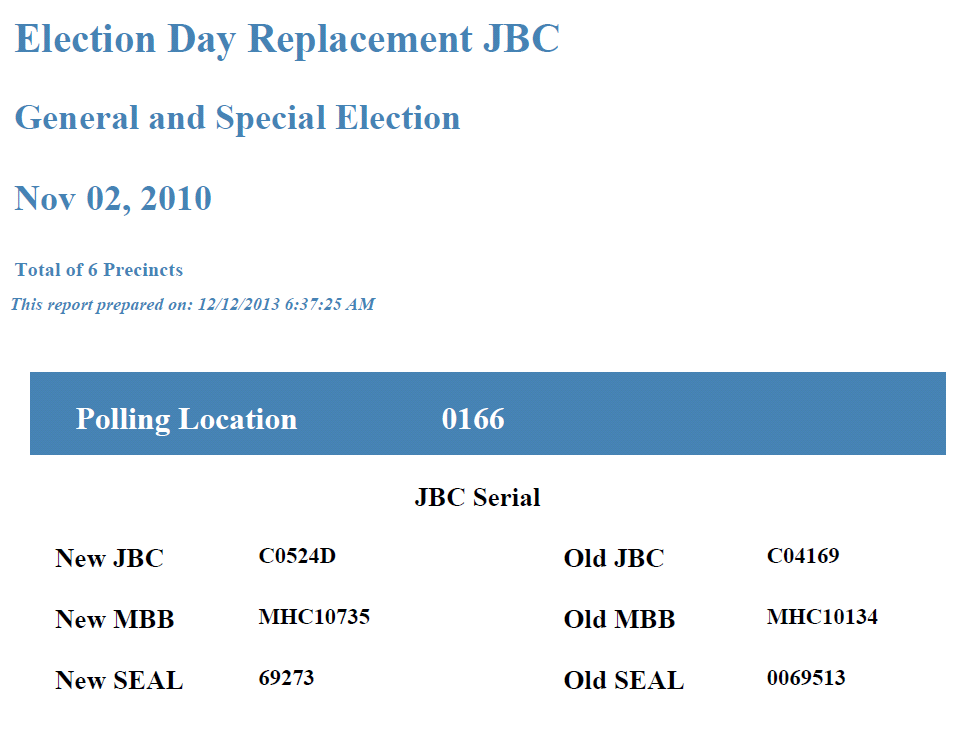 Election Day Replacement JBC
General and Special Election
Nov 02, 2010
Total of 6 Precincts
This report prepared on: 12/12/2013 6:37:25 AM
Polling Location 0166
JBC Serial
New JBC C0524D Old JBC C04169
New MBB MHC10735 Old MBB MHC10134
New SEAL 69273 Old SEAL 0069513